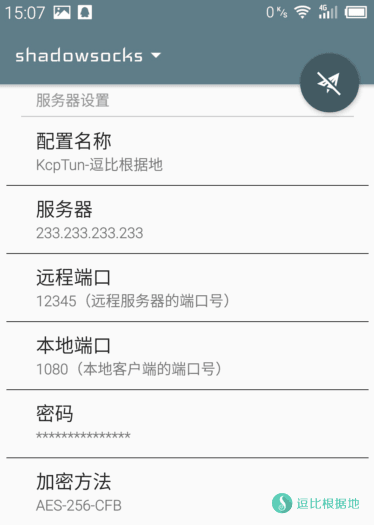 15:07
0 K/s
4G
shadowsocks
服务器设置
配置名称
KcpTun-逗比根据地
服务器
233.233.233.233
远程端口
12345（远程服务器的端口号）
本地端口
1080（本地客户端的端口号）
密码
***************
加密方法
AES-256-CFB
逗比根据地